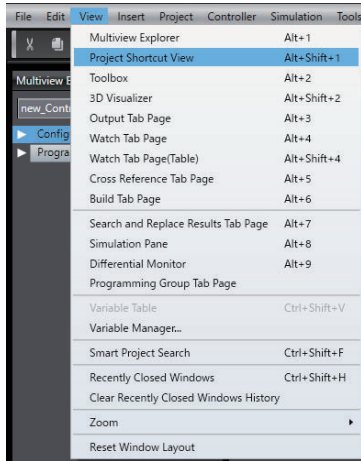 File Edit View Insert Project Controller Simulation Tools
Multiview Explorer Alt+1
Project Shortcut View Alt+Shift+1
Toolbox Alt+2
3D Visualizer Alt+Shift+2
Output Tab Page Alt+3
Watch Tab Page Alt+4
Watch Tab Page(Table) Alt+Shift+4
Cross Reference Tab Page Alt+5
Build Tab Page Alt+6
Search and Replace Results Tab Page Alt+7
Simulation Pane Alt+8
Differential Monitor Alt+9
Programming Group Tab Page
Variable Table Ctrl+Shift+V
Variable Manager...
Smart Project Search Ctrl+Shift+F
Recently Closed Windows Ctrl+Shift+H
Clear Recently Closed Windows History
Zoom
Reset Window Layout
Multiview E
new_Cont
Config
Progra